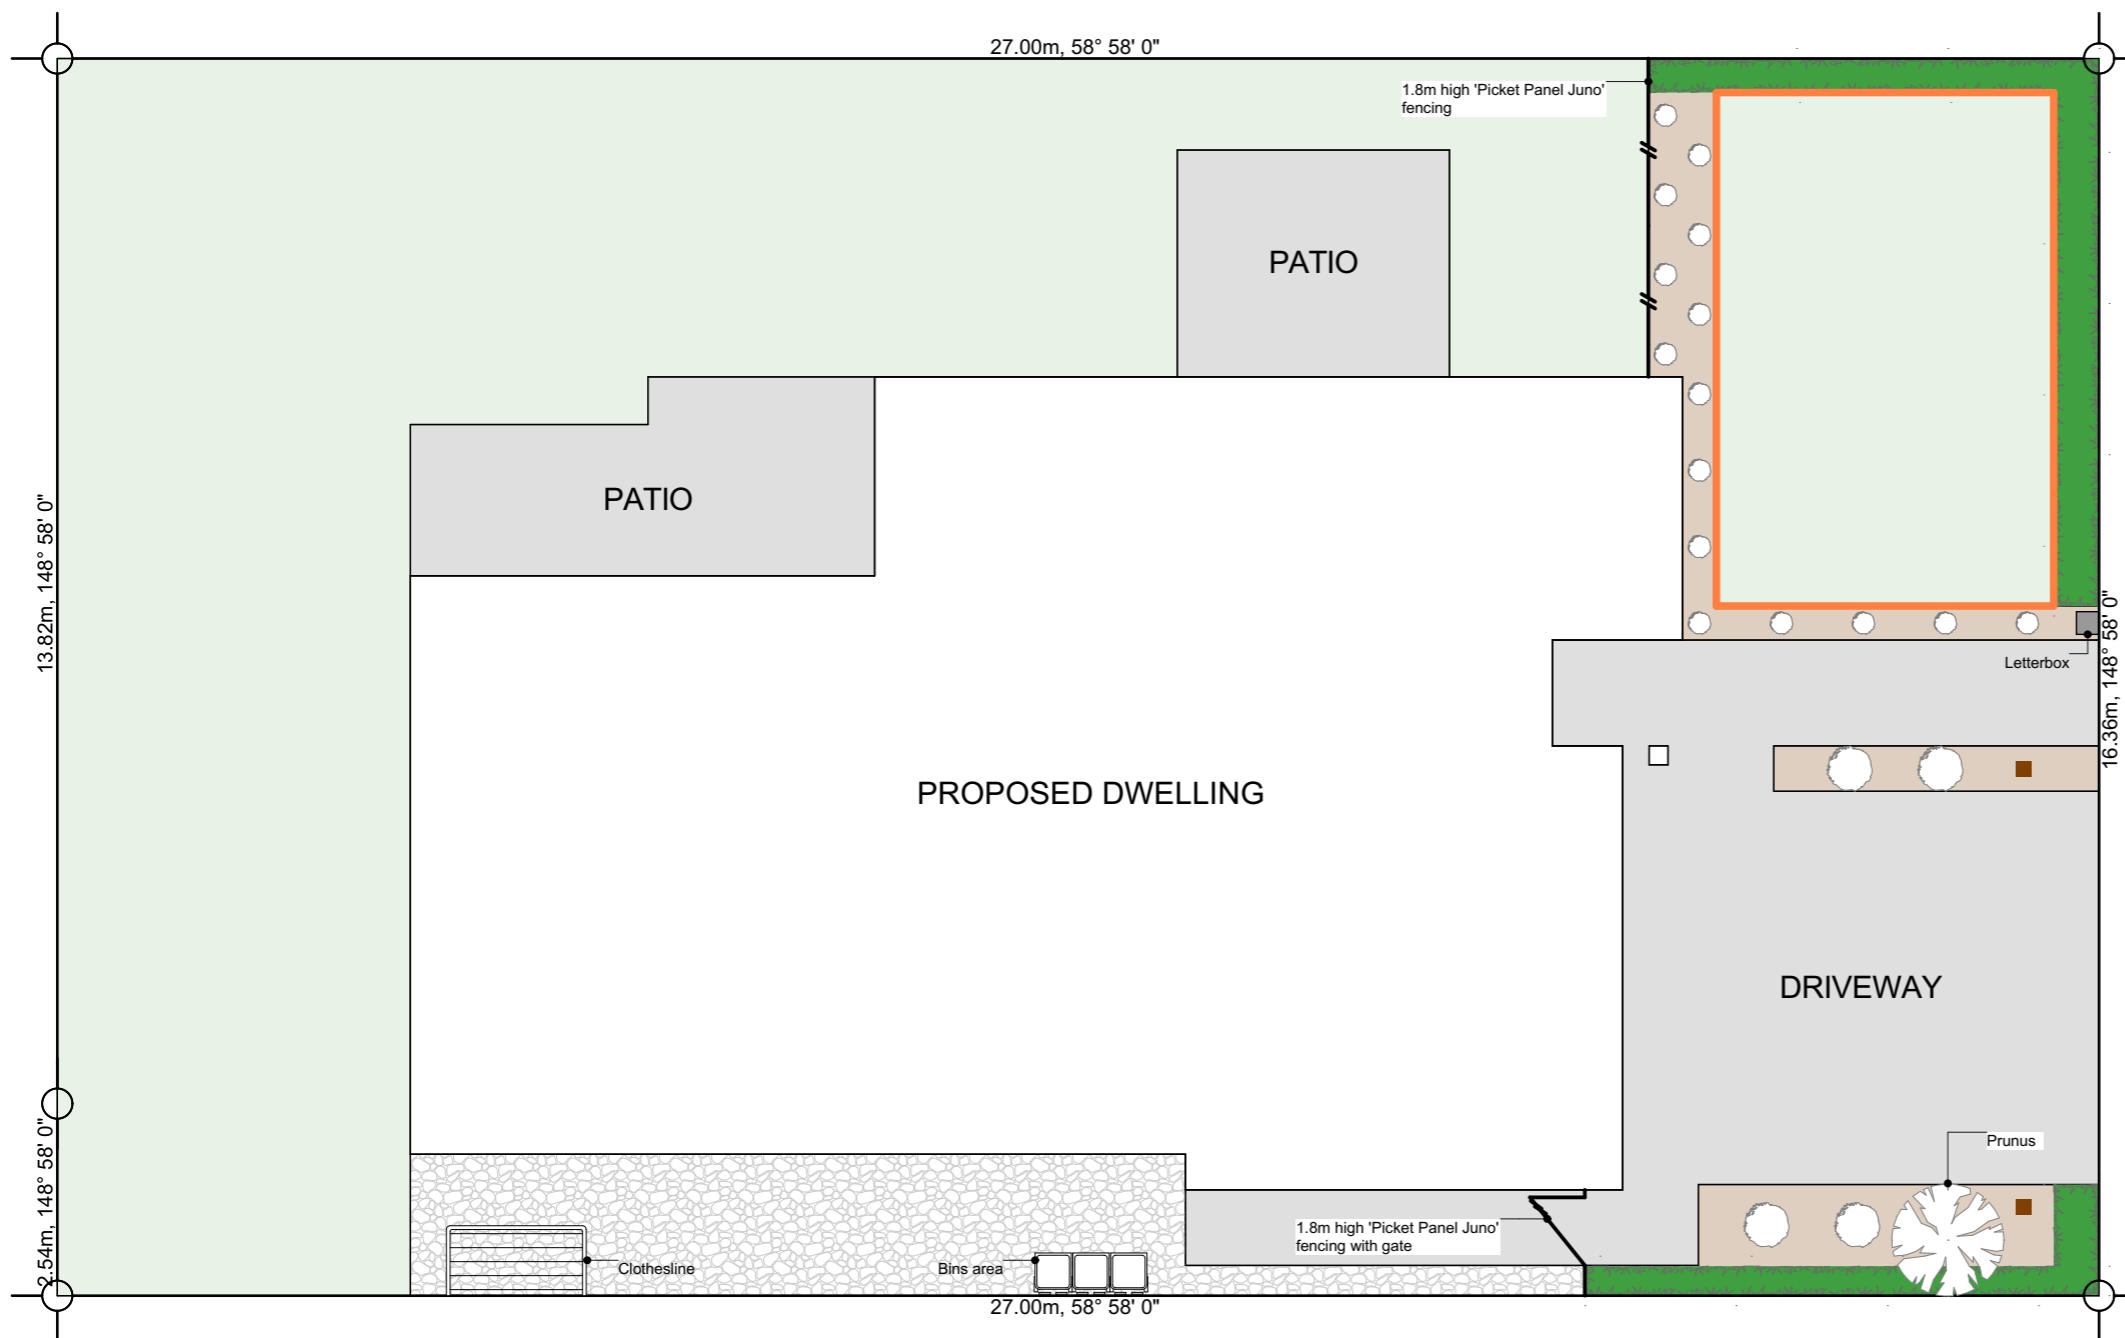 27.00m, 58° 58' 0"
1.8m high 'Picket Panel Juno'
fencing
PATIO
PATIO
13.82m, 148° 58' 0"
16.36m, 148° 58' 0"
Letterbox
PROPOSED DWELLING
DRIVEWAY
Prunus
2.54m, 148° 58' 0"
1.8m high 'Picket Panel Juno'
fencing with gate
Clothesline
Bins area
27.00m, 58° 58' 0"